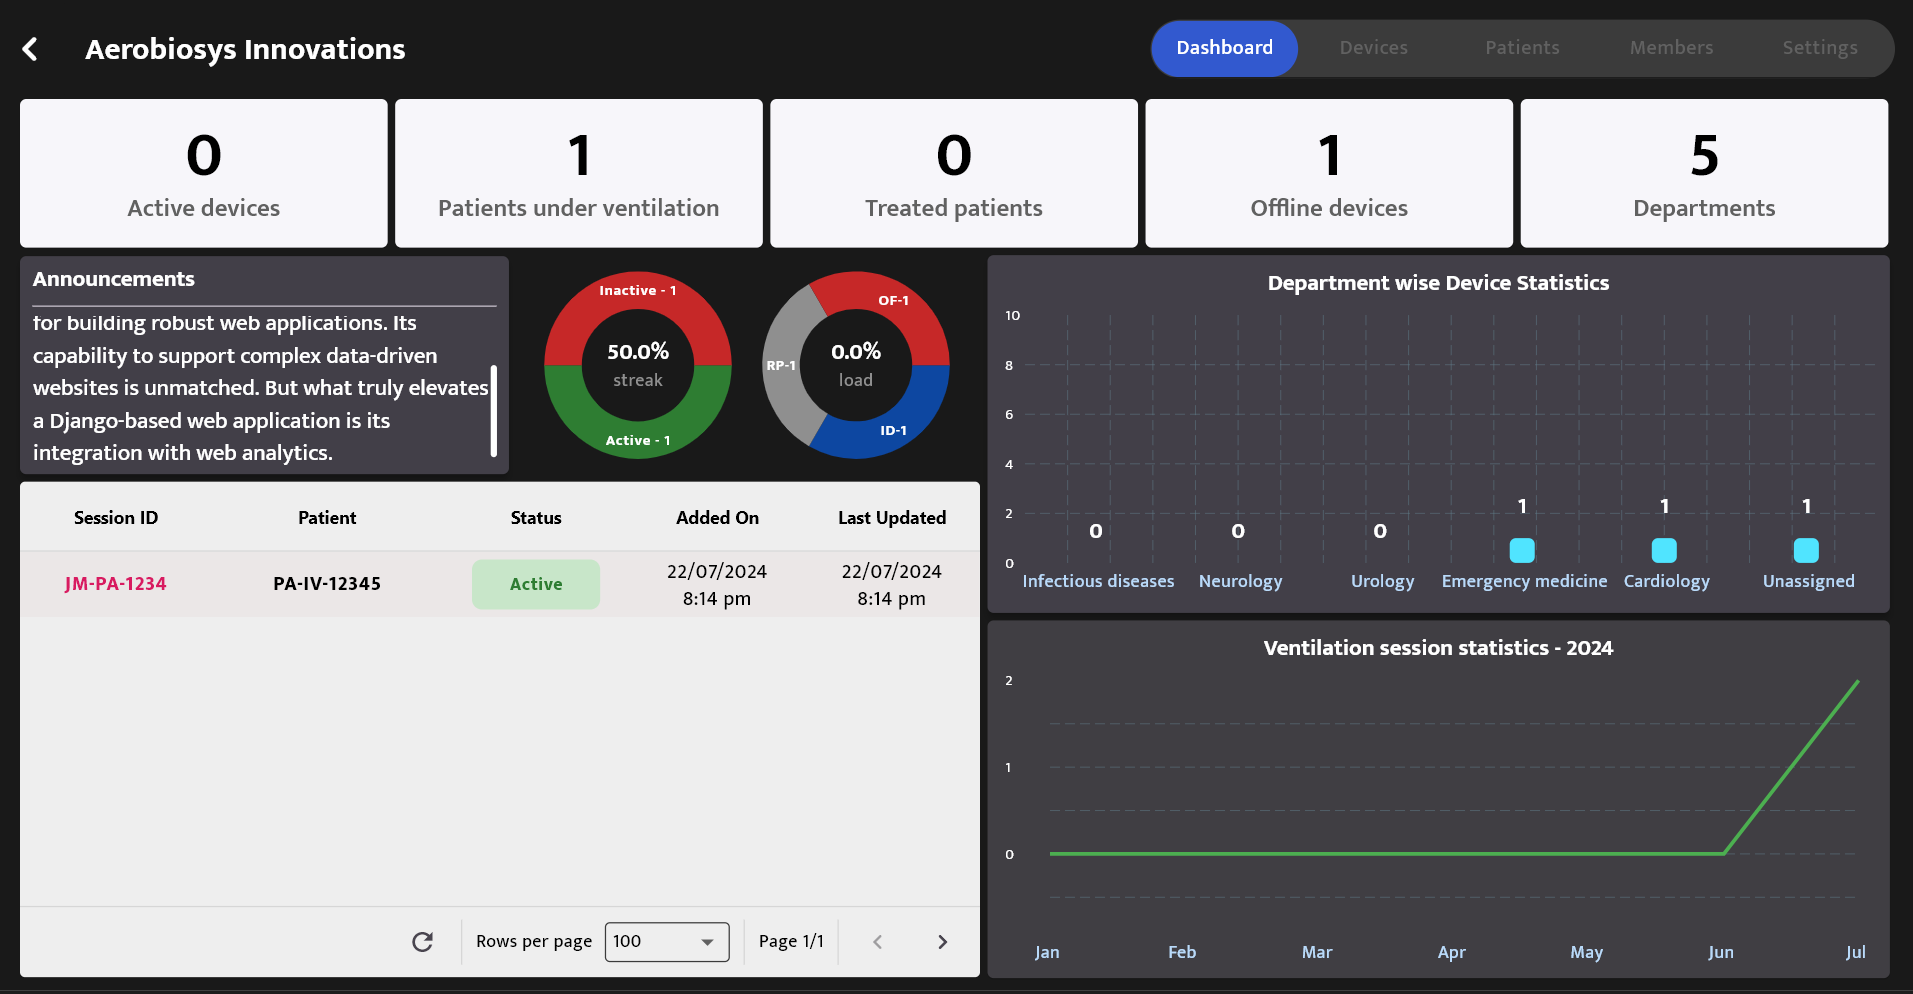 Aerobiosys Innovations
Dashboard Devices Patients Members Settings
0
Active devices
1
Patients under ventilation
0
Treated patients
1
Offline devices
5
Departments
Announcements
for building robust web applications. Its
capability to support complex data-driven
websites is unmatched. But what truly elevates
a Django-based web application is its
integration with web analytics.
Inactive - 1
50.0%
streak
Active - 1
OF-1
RP-1
0.0%
load
ID-1
Department wise Device Statistics
10
8
6
4
2
0
0 0 0 1 1 1
Infectious diseases Neurology Urology Emergency medicine Cardiology Unassigned
Session ID Patient Status Added On Last Updated
JM-PA-1234 PA-IV-12345 Active 22/07/2024 8:14 pm 22/07/2024 8:14 pm
Rows per page 100 Page 1/1
Ventilation session statistics - 2024
2
1
0
Jan Feb Mar Apr May Jun Jul